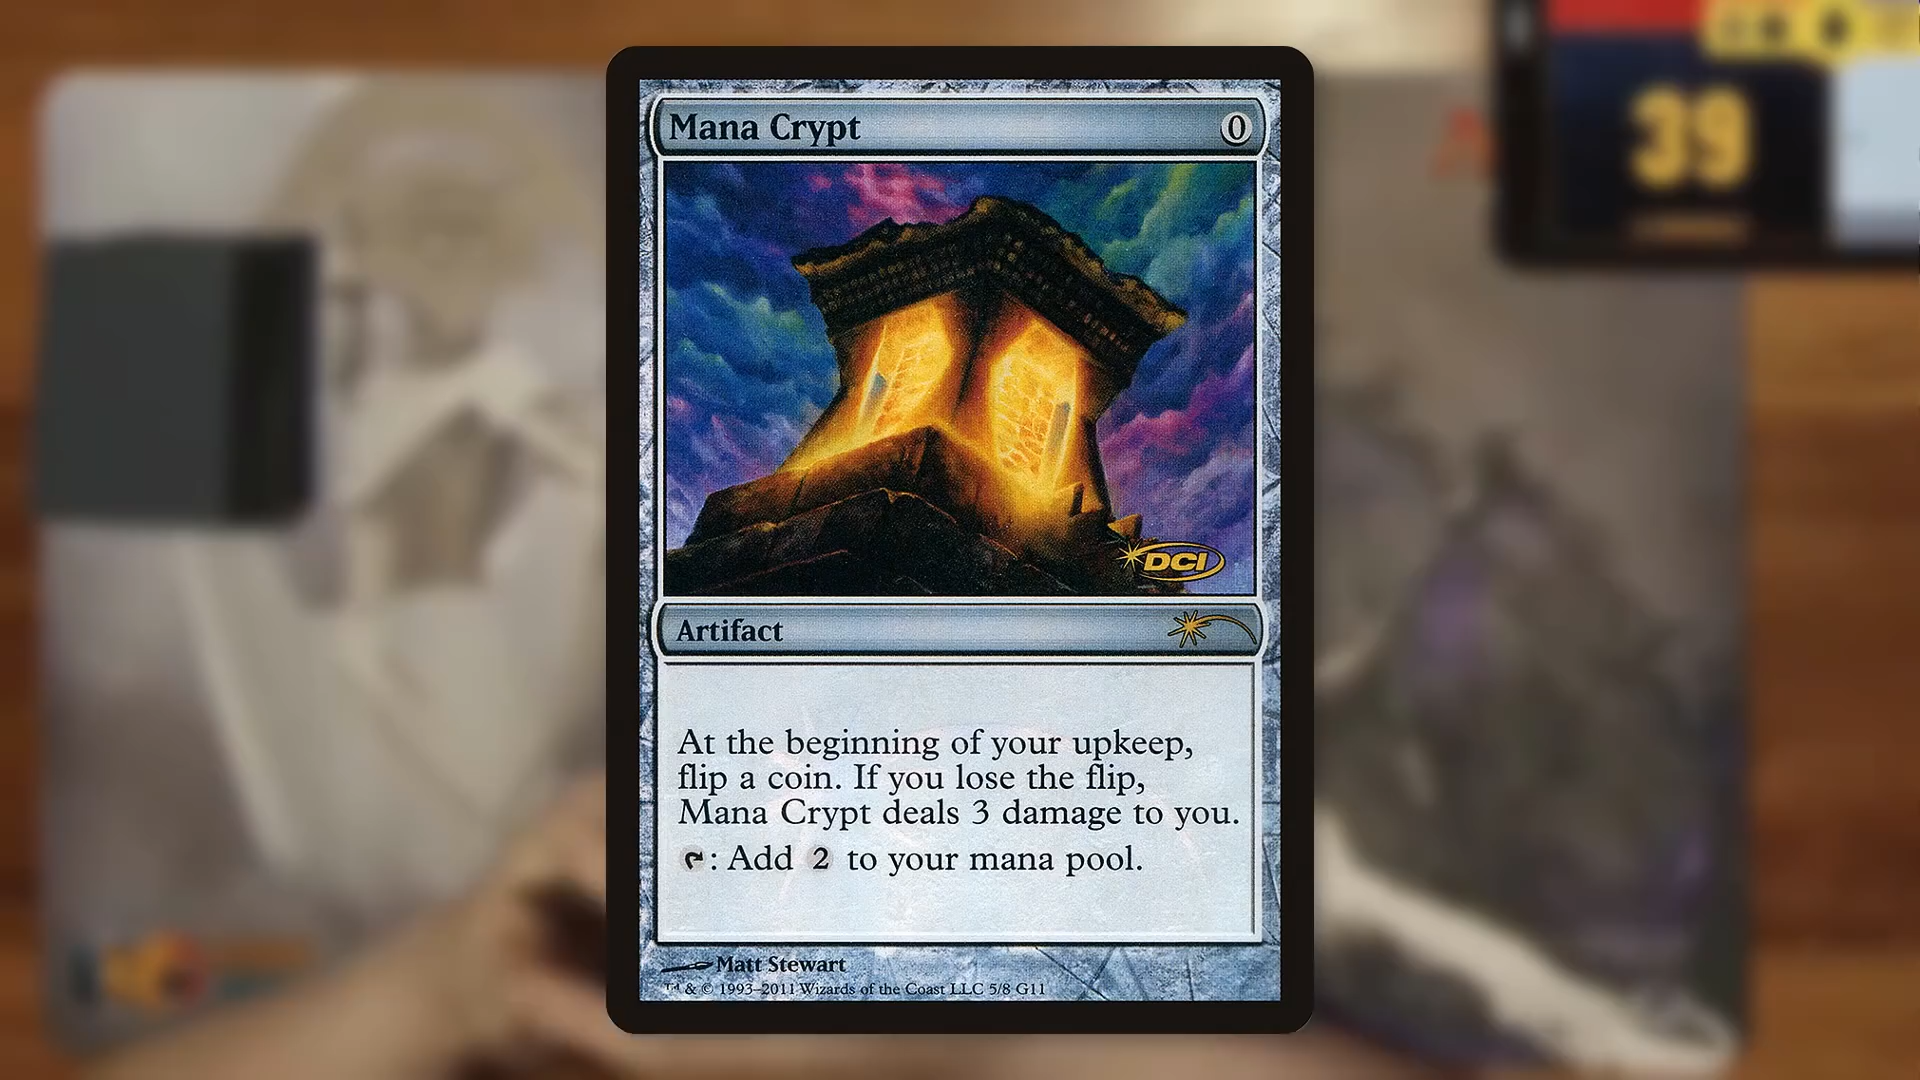 39
Mana Crypt 0
DCI
Artifact
At the beginning of your upkeep,
flip a coin. If you lose the flip,
Mana Crypt deals 3 damage to you.
: Add 2 to your mana pool.
Matt Stewart
™ & © 1993–2011 Wizards of the Coast LLC 5/8 G11